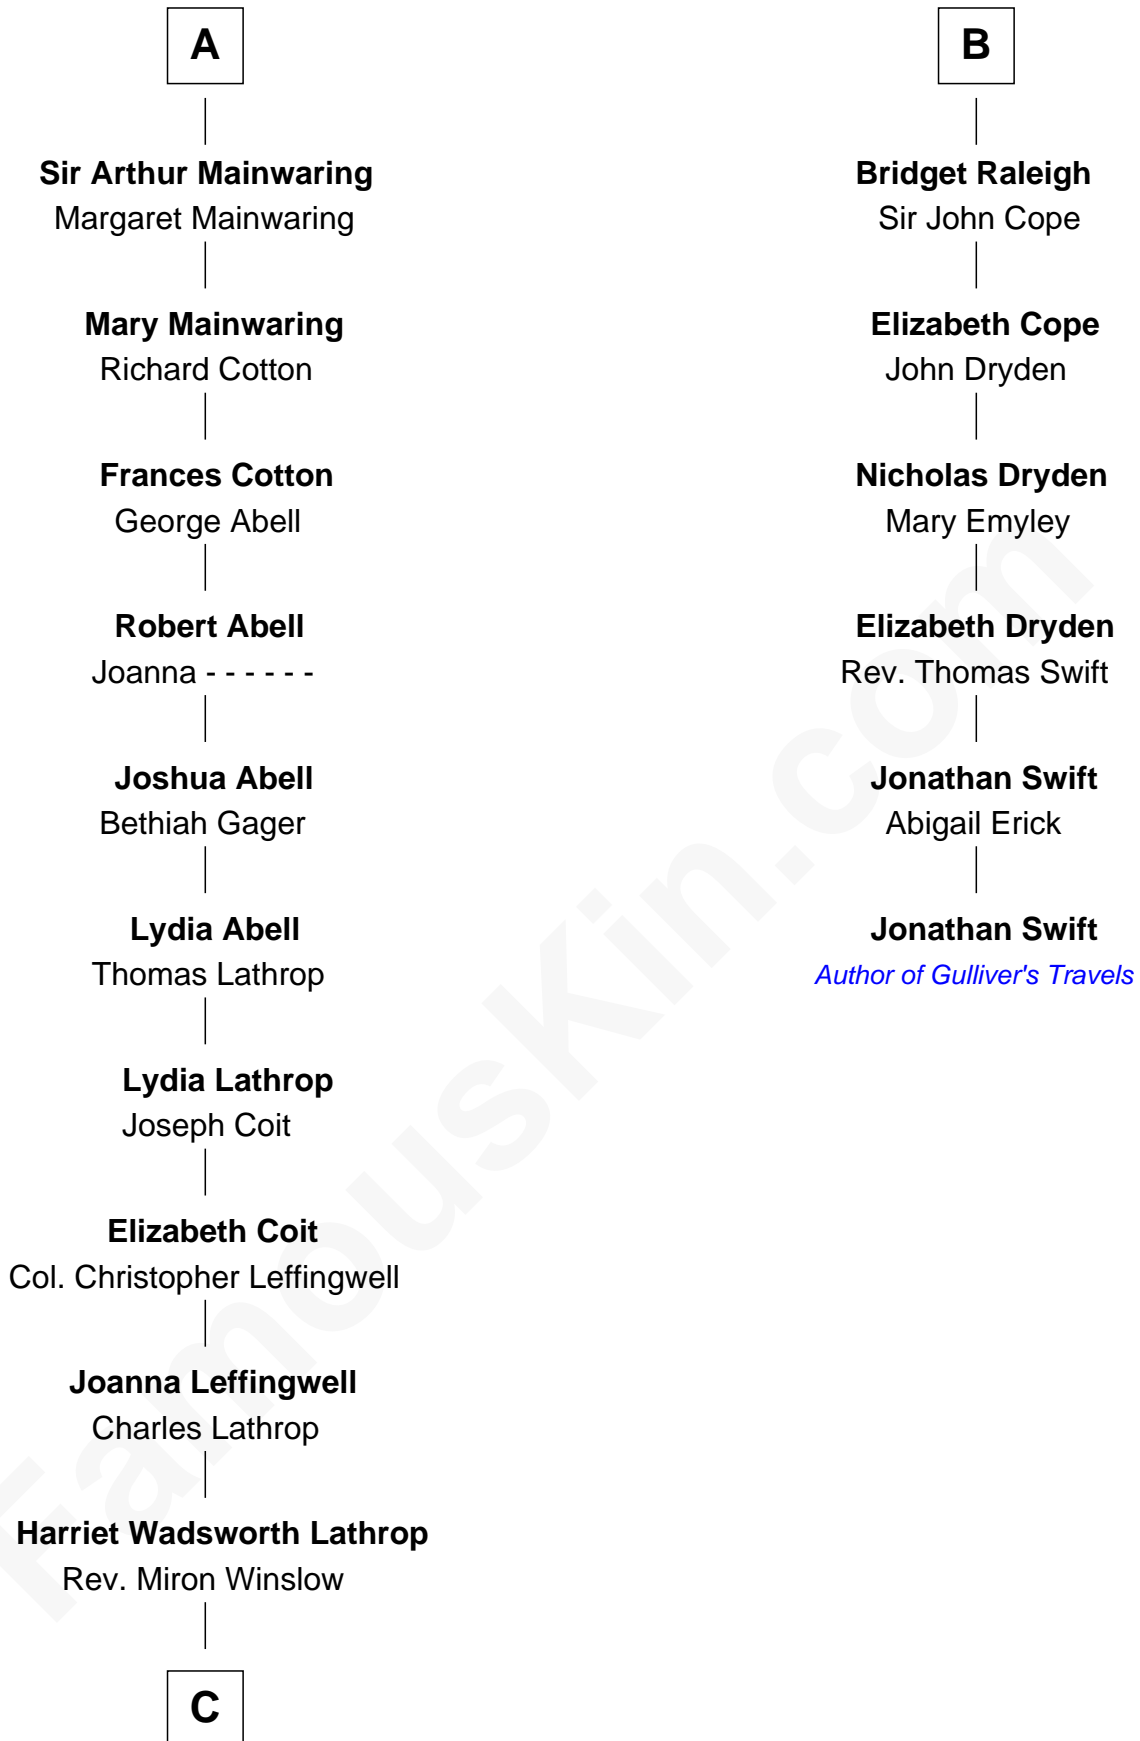 A
Sir Arthur Mainwaring
Margaret Mainwaring
Mary Mainwaring
Richard Cotton
Frances Cotton
George Abell
Robert Abell
Joanna - - - - - -
Joshua Abell
Bethiah Gager
Lydia Abell
Thomas Lathrop
Lydia Lathrop
Joseph Coit
Elizabeth Coit
Col. Christopher Leffingwell
Joanna Leffingwell
Charles Lathrop
Harriet Wadsworth Lathrop
Rev. Miron Winslow
C
B
Bridget Raleigh
Sir John Cope
Elizabeth Cope
John Dryden
Nicholas Dryden
Mary Emyley
Elizabeth Dryden
Rev. Thomas Swift
Jonathan Swift
Abigail Erick
Jonathan Swift
Author of Gulliver's Travels
FamousKin.com